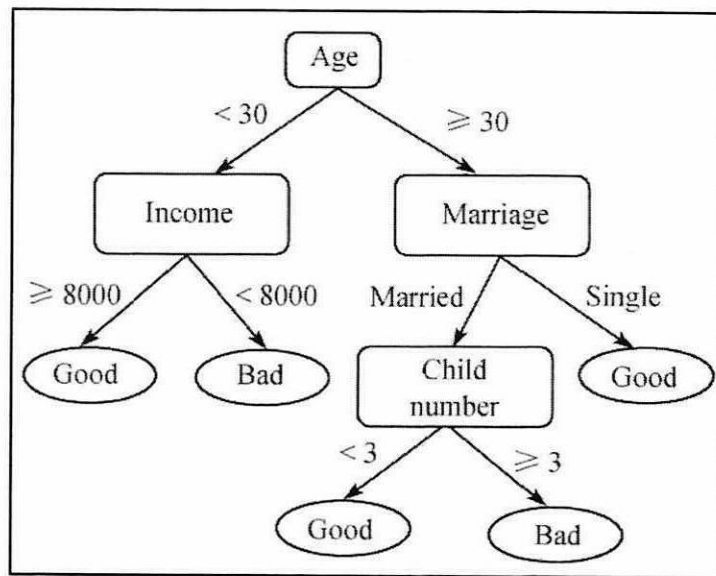 Age
< 30
≥ 30
Income
Marriage
≥ 8000
< 8000
Married
Single
Good
Bad
Child
number
Good
< 3
≥ 3
Good
Bad